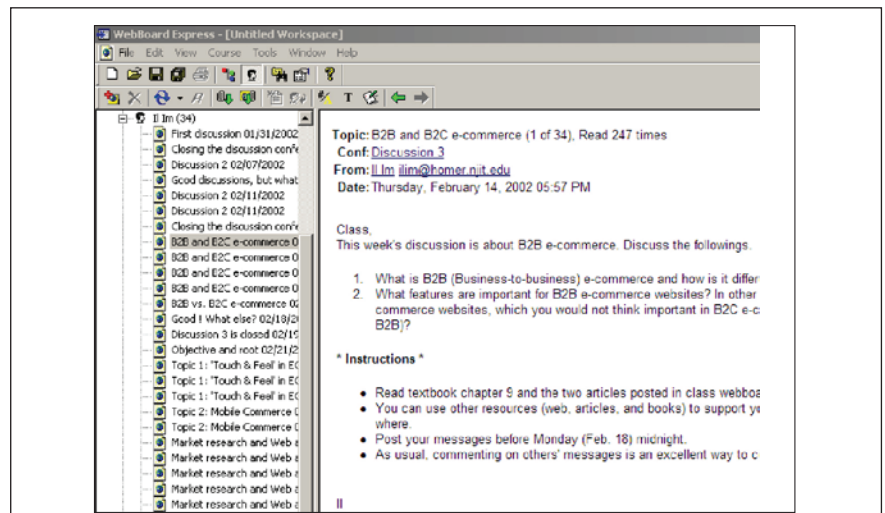 WebBoard Express - [Untitled Workspace]
File Edit View Course Tools Window Help
Il Im (34)
First discussion 01/31/2002
Closing the discussion confe
Discussion 2 02/07/2002
Good discussions, but what
Discussion 2 02/11/2002
Discussion 2 02/11/2002
Closing the discussion confe
B2B and B2C e-commerce 0
B2B and B2C e-commerce 0
B2B and B2C e-commerce 0
B2B and B2C e-commerce 0
B2B vs. B2C e-commerce 02
Good ! What else? 02/18/20
Discussion 3 is closed 02/19
Objective and root 02/21/2
Topic 1: 'Touch & Feel' in EC
Topic 1: 'Touch & Feel' in EC
Topic 1: 'Touch & Feel' in EC
Topic 2: Mobile Commerce
Topic 2: Mobile Commerce
Market research and Web a
Market research and Web a
Market research and Web a
Market research and Web a
Market research and Web a
Topic: B2B and B2C e-commerce (1 of 34), Read 247 times
Conf: Discussion 3
From: Il Im ilim@homer.njit.edu
Date: Thursday, February 14, 2002 05:57 PM
Class,
This week's discussion is about B2B e-commerce. Discuss the followings.
1. What is B2B (Business-to-business) e-commerce and how is it differ
2. What features are important for B2B e-commerce websites? In other
commerce websites, which you would not think important in B2C e-c
B2B)?
* Instructions *
• Read textbook chapter 9 and the two articles posted in class webboa
• You can use other resources (web, articles, and books) to support yo
where.
• Post your messages before Monday (Feb. 18) midnight.
• As usual, commenting on others' messages is an excellent way to c
Il